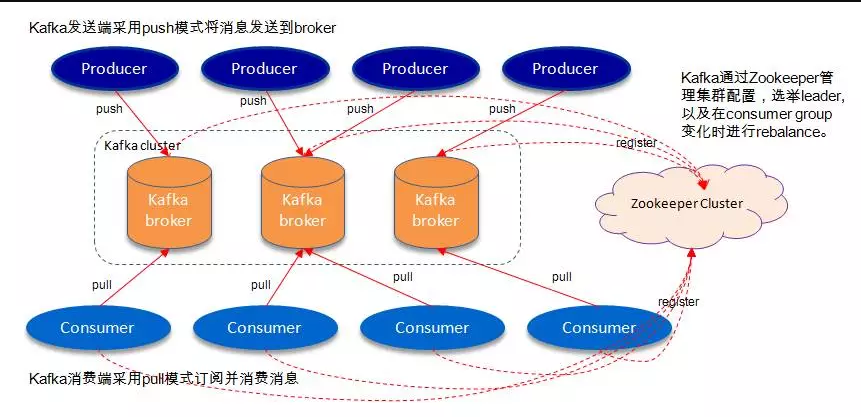 Kafka发送端采用push模式将消息发送到broker
Producer
Producer
Producer
Producer
Kafka通过Zookeeper管
理集群配置，选举leader,
以及在consumer group
变化时进行rebalance。
push
push
push
push
Kafka cluster
register
Kafka
broker
Kafka
broker
Kafka
broker
Zookeeper Cluster
pull
pull
pull
pull
register
Consumer
Consumer
Consumer
Consumer
Kafka消费端采用pull模式订阅并消费消息